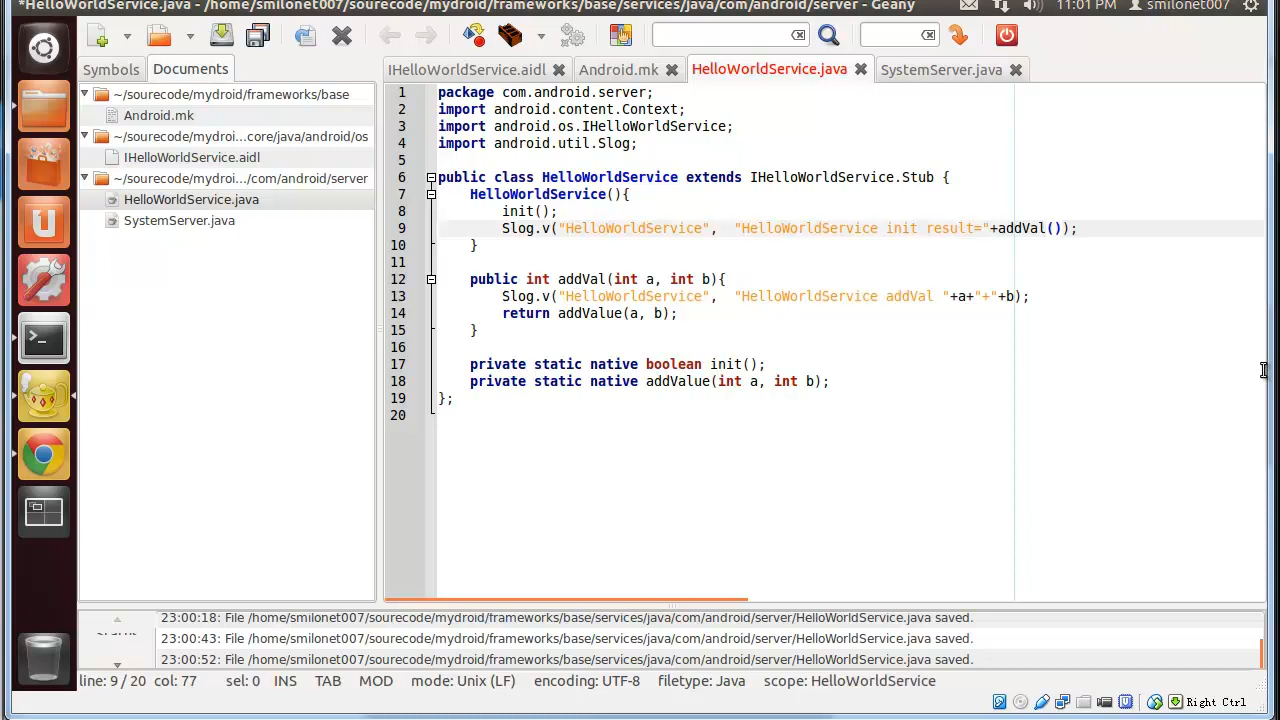 *HelloWorldService.java - /home/smilonet007/sourecode/mydroid/frameworks/base/services/java/com/android/server - Geany
11:01 PM
smilonet007
Symbols
Documents
IHelloWorldService.aidl
Android.mk
HelloWorldService.java
SystemServer.java
~/sourecode/mydroid/frameworks/base
Android.mk
~/sourecode/mydroi...core/java/android/os
IHelloWorldService.aidl
~/sourecode/mydroi.../com/android/server
HelloWorldService.java
SystemServer.java
1 package com.android.server;
2 import android.content.Context;
3 import android.os.IHelloWorldService;
4 import android.util.Slog;
5
6 public class HelloWorldService extends IHelloWorldService.Stub {
7 HelloWorldService(){
8 init();
9 Slog.v("HelloWorldService",  "HelloWorldService init result="+addVal());
10 }
11
12 public int addVal(int a, int b){
13 Slog.v("HelloWorldService",  "HelloWorldService addVal "+a+"+"+b);
14 return addValue(a, b);
15 }
16
17 private static native boolean init();
18 private static native addValue(int a, int b);
19 };
20
23:00:18: File /home/smilonet007/sourecode/mydroid/frameworks/base/services/java/com/android/server/HelloWorldService.java saved.
23:00:43: File /home/smilonet007/sourecode/mydroid/frameworks/base/services/java/com/android/server/HelloWorldService.java saved.
23:00:52: File /home/smilonet007/sourecode/mydroid/frameworks/base/services/java/com/android/server/HelloWorldService.java saved.
line: 9 / 20 col: 77 sel: 0 INS TAB MOD mode: Unix (LF) encoding: UTF-8 filetype: Java scope: HelloWorldService
Right Ctrl